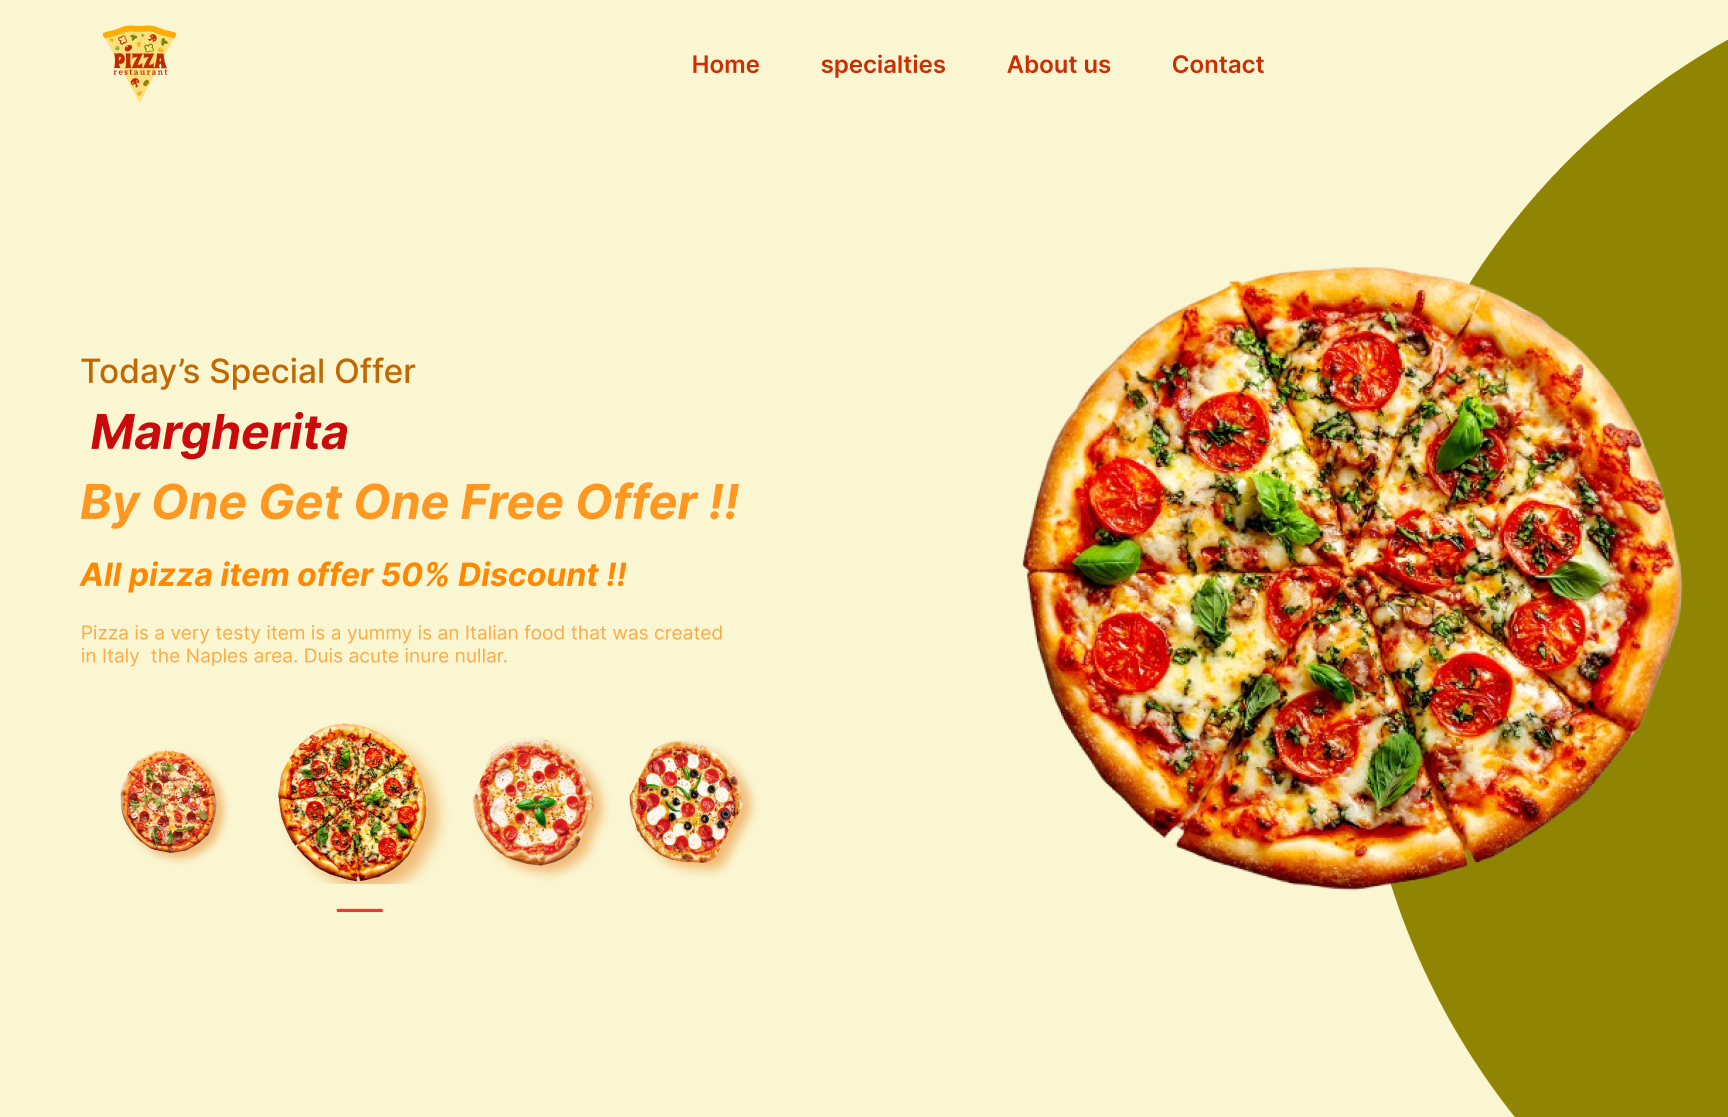 PIZZA
restaurant
Home specialties About us Contact
Today’s Special Offer
Margherita
By One Get One Free Offer !!
All pizza item offer 50% Discount !!
Pizza is a very testy item is a yummy is an Italian food that was created
in Italy  the Naples area. Duis acute inure nullar.